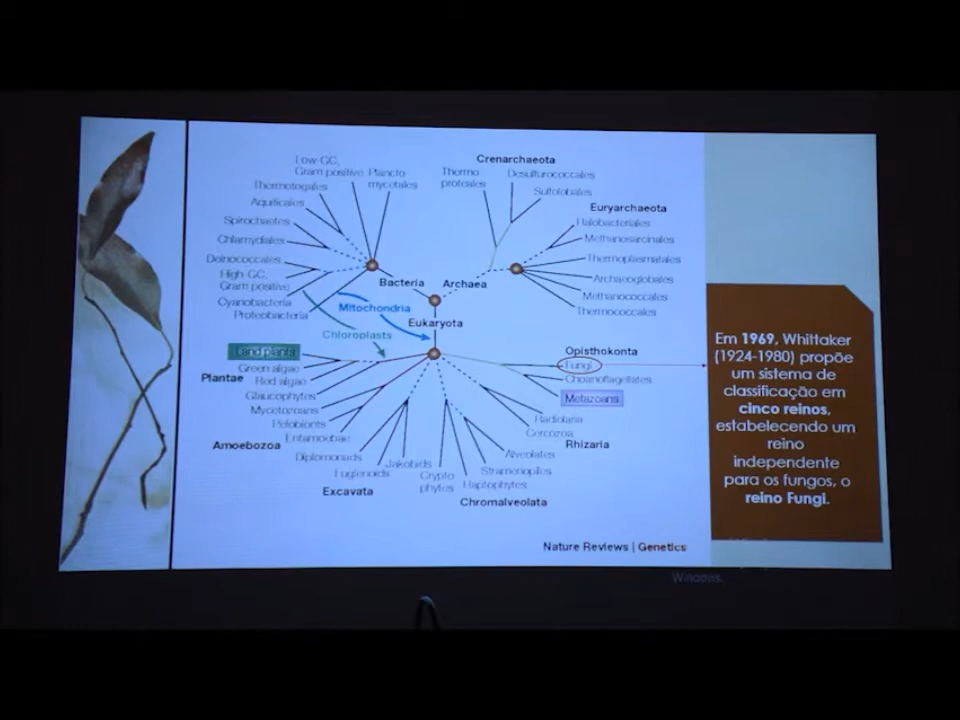 Crenarchaeota
Low-GC,
Gram positive
Plancto
mycetales
Thermo
proteales
Desulfurococcales
Thermotogales
Sulfolobales
Aquificales
Euryarchaeota
Spirochaetes
Halobacteriales
Chlamydiales
Methanosarcinales
Deinococcales
Thermoplasmatales
High-GC,
Gram positive
Archaeoglobales
Bacteria
Archaea
Cyanobacteria
Methanococcales
Proteobacteria
Mitochondria
Thermococcales
Eukaryota
Chloroplasts
Land Plants
Opisthokonta
Green algae
Fungi
Plantae
Red algae
Choanoflagellates
Glaucophytes
Metazoans
Mycetozoans
Pelobionts
Radiolaria
Entamoebae
Cercozoa
Amoebozoa
Rhizaria
Diplomonads
Alveolates
Jakobids
Euglenoids
Stramenopiles
Crypto
phytes
Haptophytes
Excavata
Chromalveolata
Nature Reviews | Genetics
Em 1969, Whittaker
(1924-1980) propõe
um sistema de
classificação em
cinco reinos,
estabelecendo um
reino
independente
para os fungos, o
reino Fungi.
Windows.